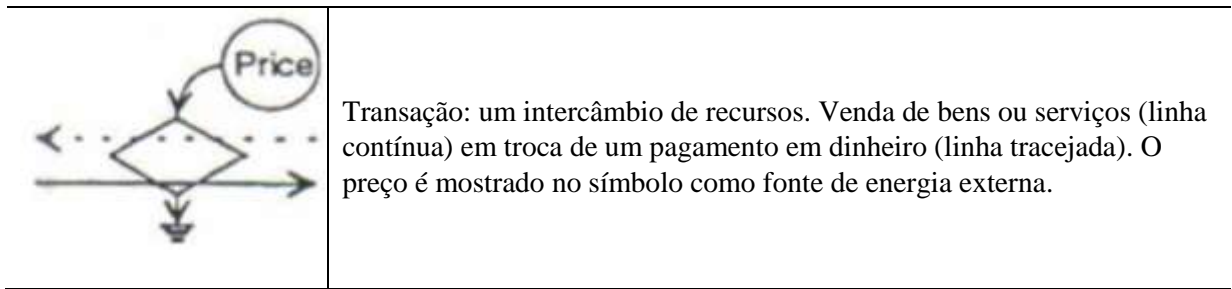 Price
Transação: um intercâmbio de recursos. Venda de bens ou serviços (linha
contínua) em troca de um pagamento em dinheiro (linha tracejada). O
preço é mostrado no símbolo como fonte de energia externa.